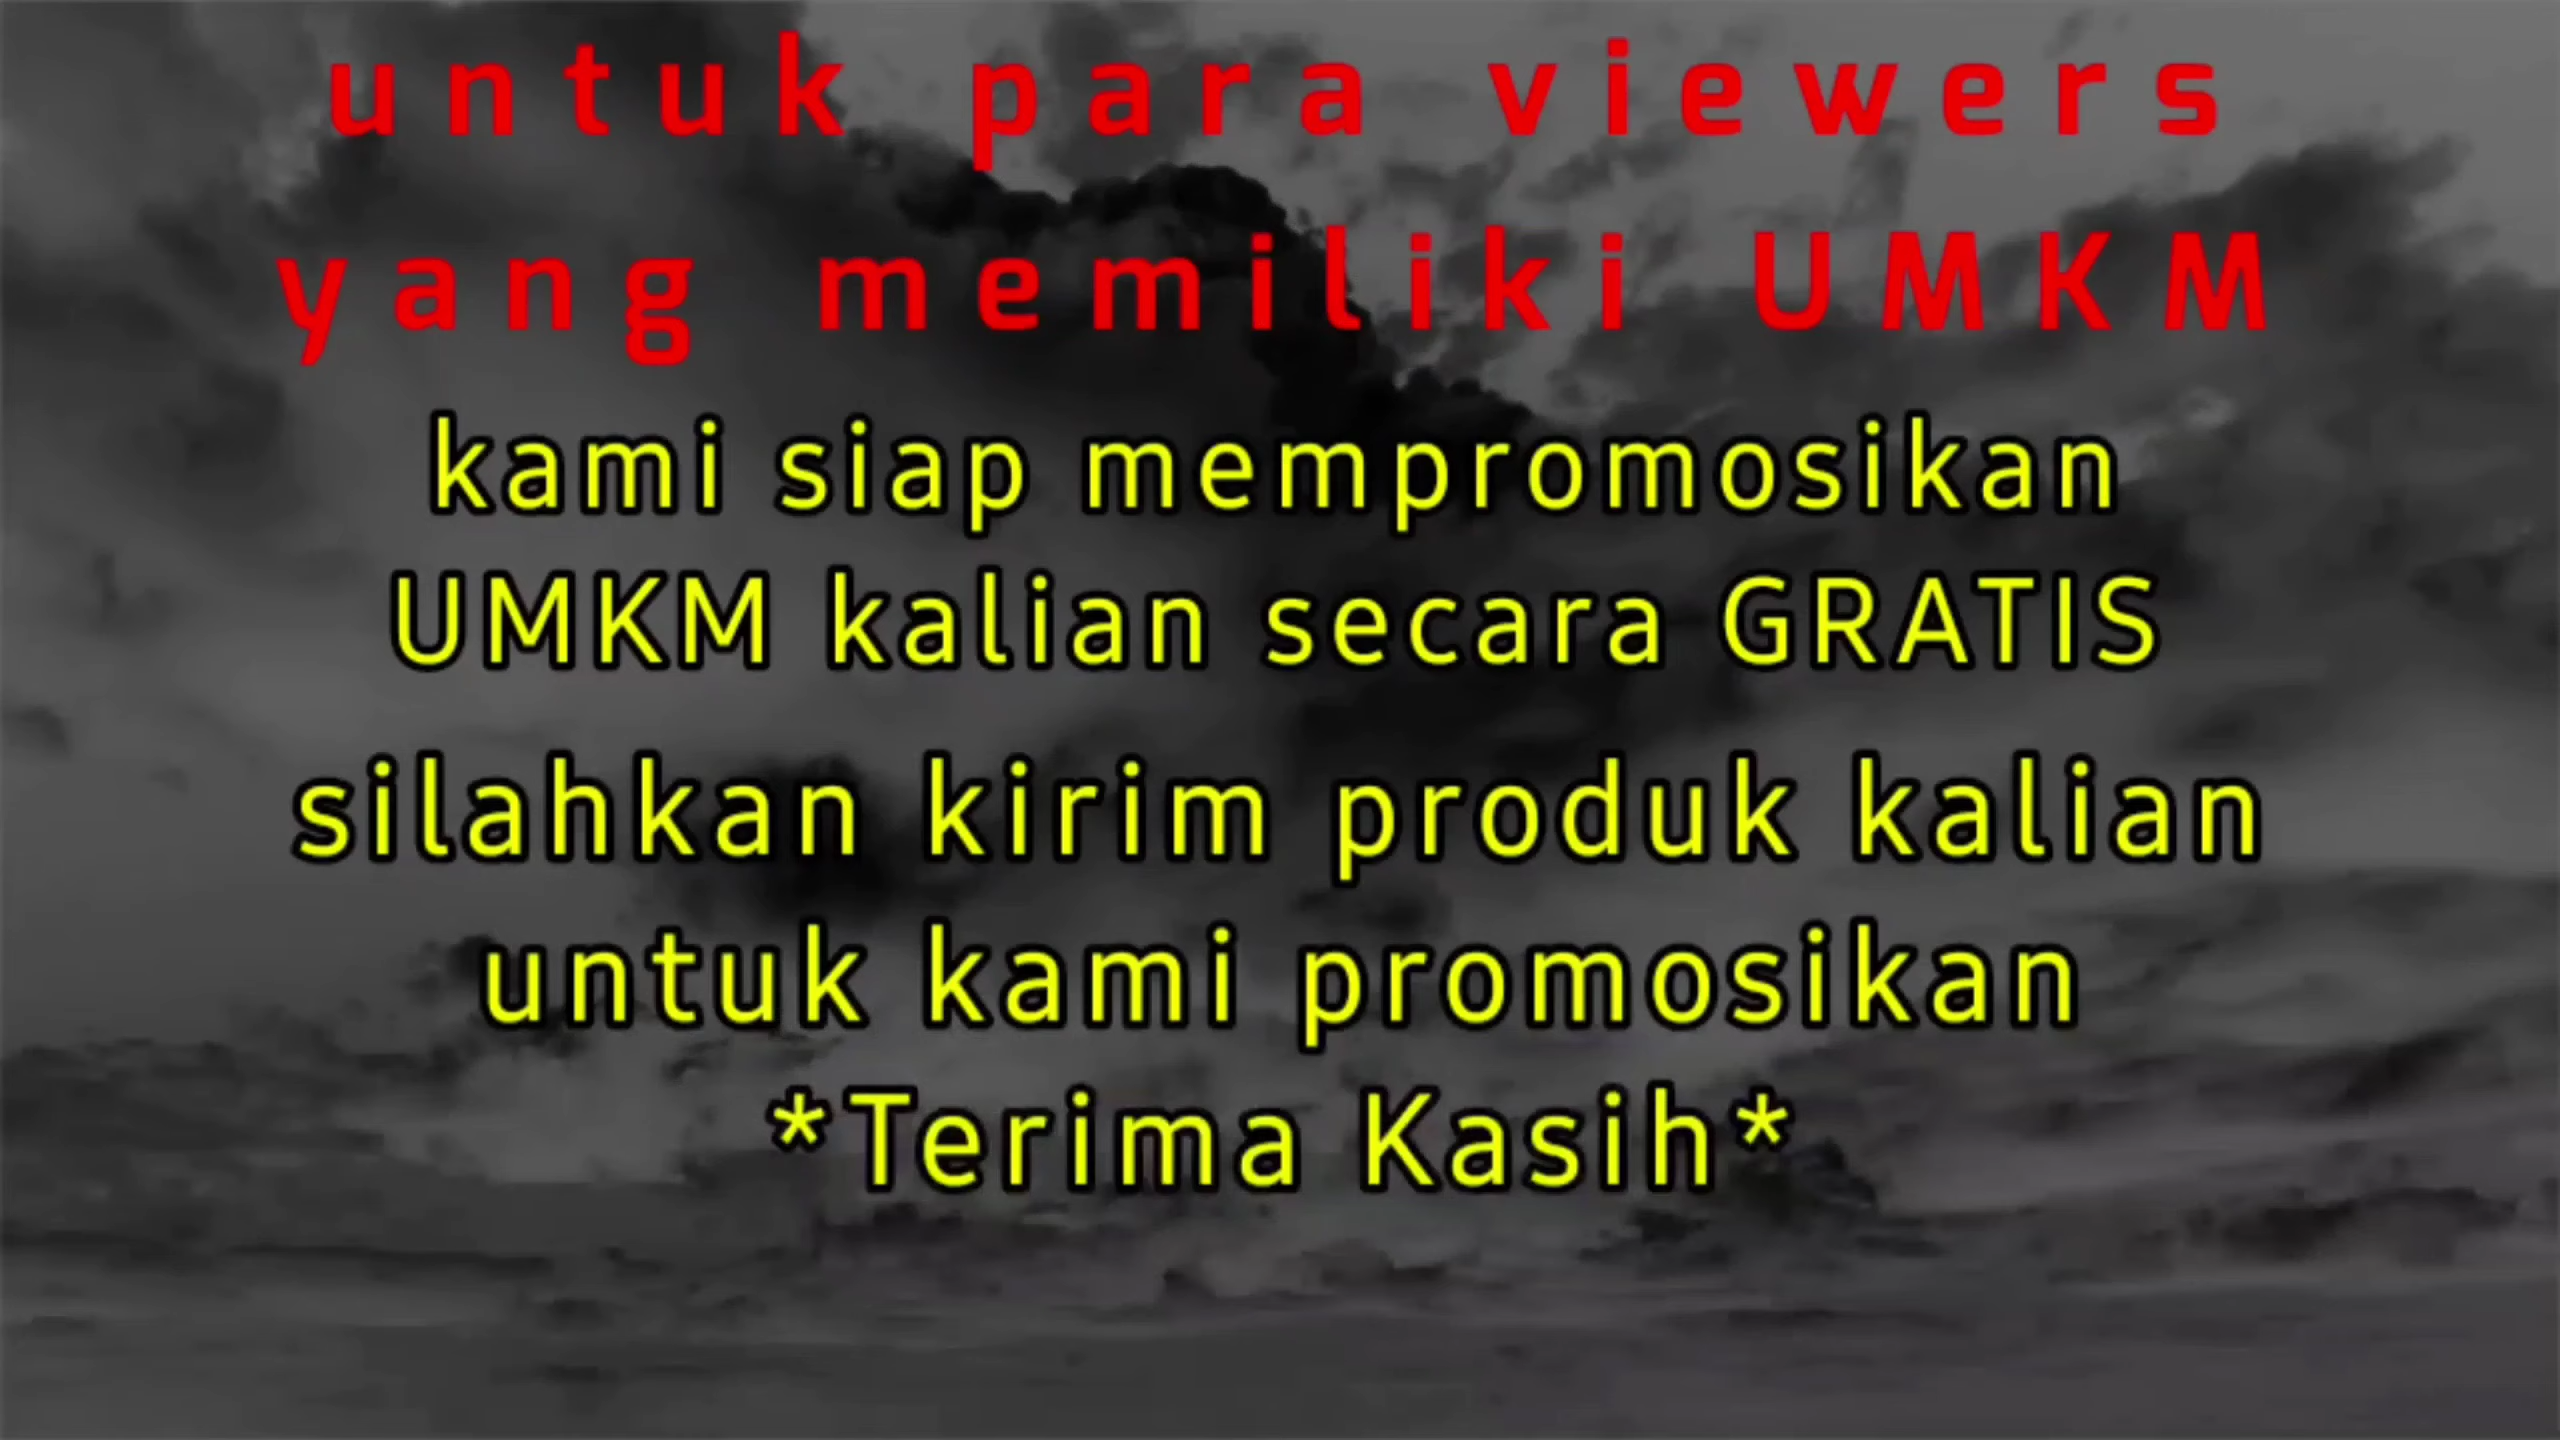 untuk para viewers
yang memiliki UMKM
kami siap mempromosikan
UMKM kalian secara GRATIS
silahkan kirim produk kalian
untuk kami promosikan
*Terima Kasih*